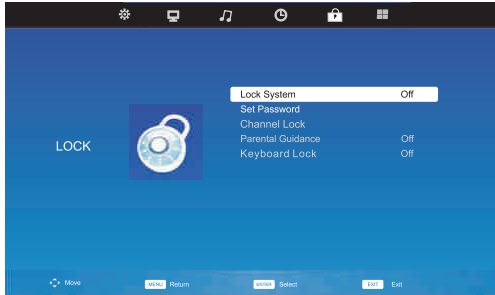 Lock System Off
Set Password
Channel Lock
Parental Guidance Off
Keyboard Lock Off
LOCK
Move MENU Return ENTER Select EXIT Exit